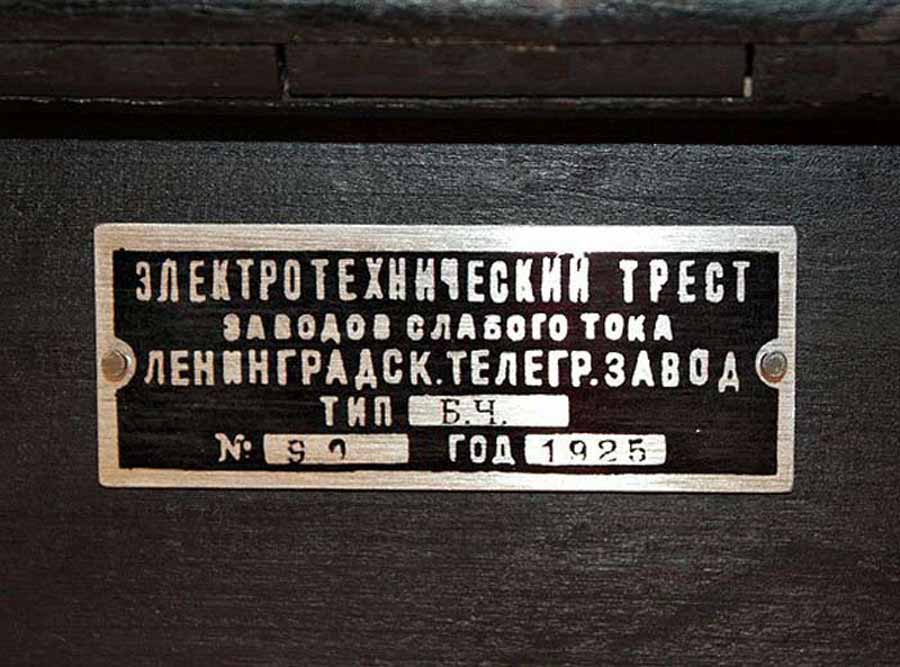 ЭЛЕКТРОТЕХНИЧЕСКИЙ ТРЕСТ
ЗАВОДОВ СЛАБОГО ТОКА
ЛЕНИНГРАДСК. ТЕЛЕГР. ЗАВОД
ТИП Б.Ч.
№ ГОД 1925